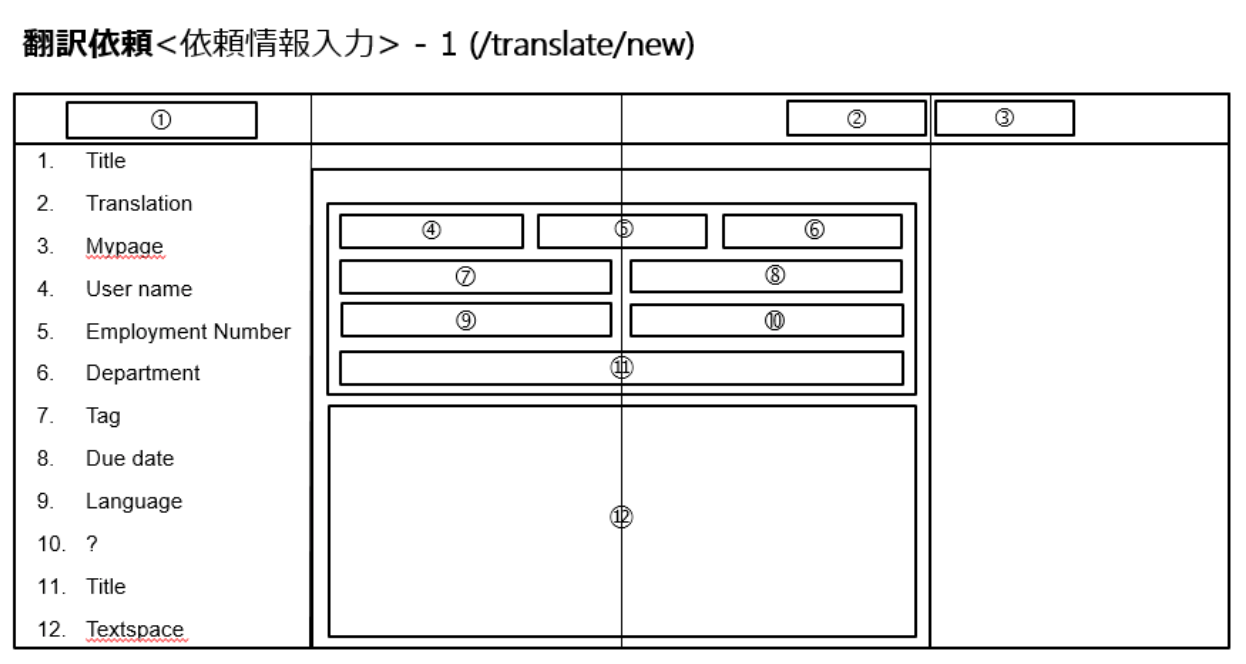 翻訳依頼<依頼情報入力> - 1 (/translate/new)
① ② ③
1. Title
2. Translation
3. Mypage
4. User name
5. Employment Number
6. Department
7. Tag
8. Due date
9. Language
10. ?
11. Title
12. Textspace
④ ⑤ ⑥
⑦ ⑧
⑨ ⑩
⑪
⑫